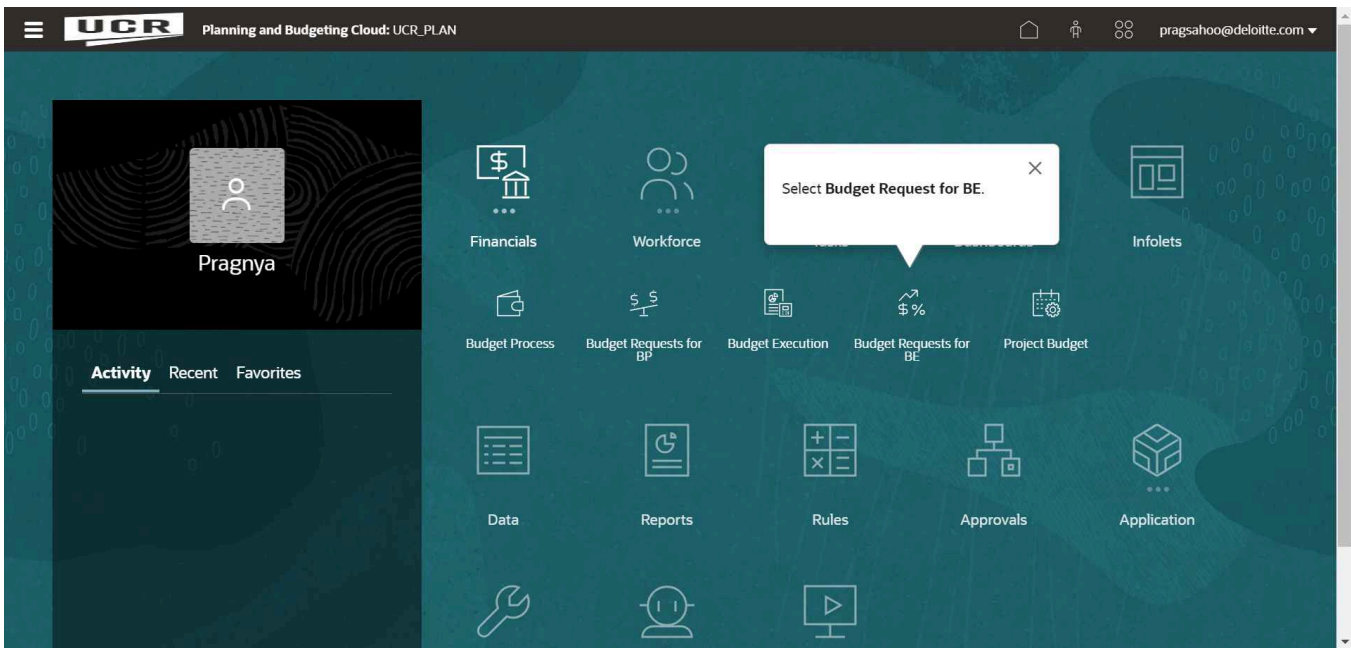 UCR Planning and Budgeting Cloud: UCR_PLAN pragsahoo@deloitte.com
Select Budget Request for BE.
Financials Workforce Infolets
Pragnya
Budget Process Budget Requests for BP Budget Execution Budget Requests for BE Project Budget
Activity Recent Favorites
Data Reports Rules Approvals Application